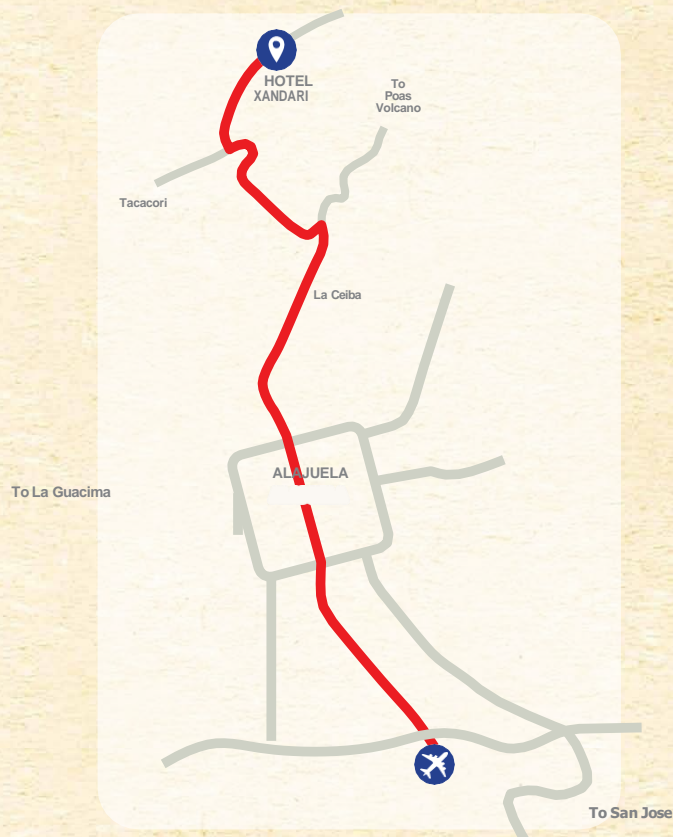 HOTEL
XANDARI
To
Poas
Volcano
Tacacori
La Ceiba
ALAJUELA
To La Guacima
To San Jose